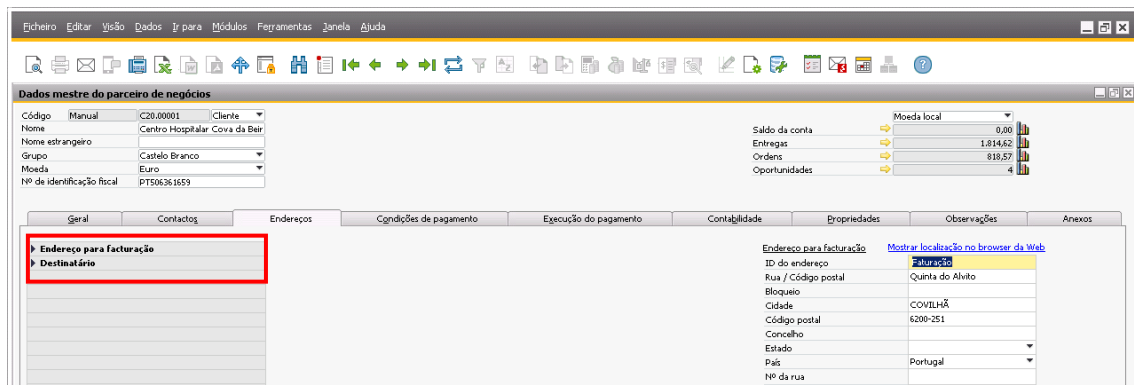 Ficheiro Editar Visão Dados Ir para Módulos Ferramentas Janela Ajuda
Dados mestre do parceiro de negócios
Código Manual C20.00001 Cliente Moeda local
Nome Centro Hospitalar Cova da Beir Saldo da conta 0,00
Nome estrangeiro Entregas 1.814,62
Grupo Castelo Branco Ordens 818,57
Moeda Euro Oportunidades 4
Nº de identificação fiscal PT506361659
Geral Contactos Endereços Condições de pagamento Execução do pagamento Contabilidade Propriedades Observações Anexos
Endereço para facturação Endereço para facturação Mostrar localização no browser da Web
Destinatário ID do endereço Faturação
Rua / Código postal Quinta do Alvito
Bloqueio
Cidade COVILHÃ
Código postal 6200-251
Concelho
Estado
País Portugal
Nº da rua